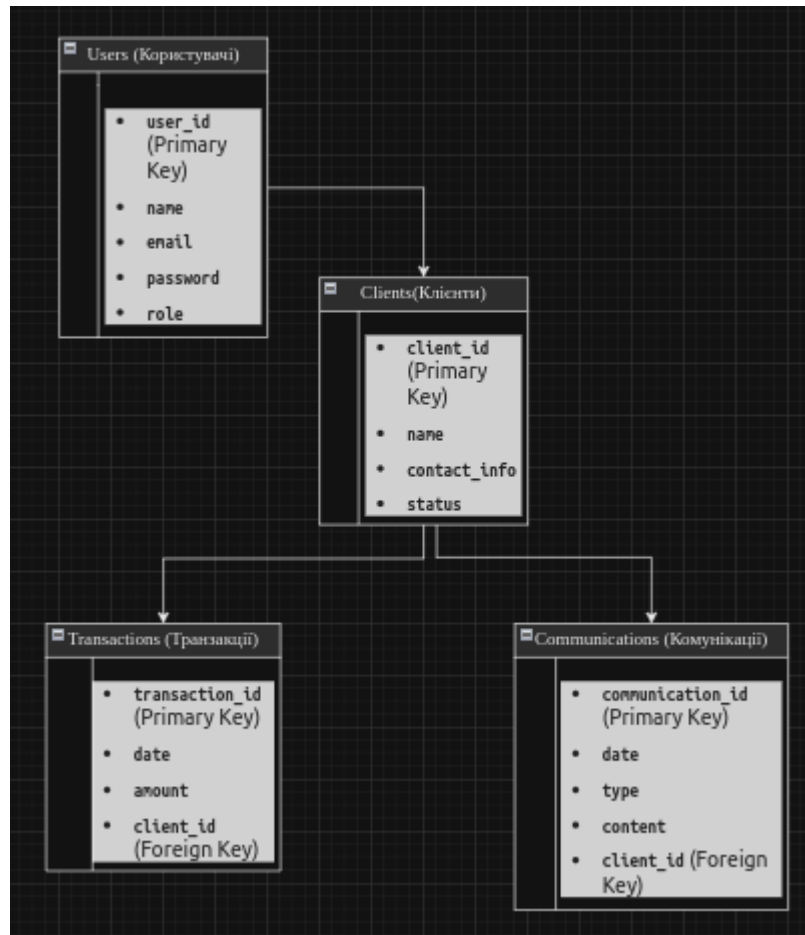 Users (Користувачі)
user_id
(Primary
Key)
name
email
password
role
Clients(Клієнти)
client_id
(Primary
Key)
name
contact_info
status
Transactions (Транзакції)
transaction_id
(Primary Key)
date
amount
client_id
(Foreign Key)
Communications (Комунікації)
communication_id
(Primary Key)
date
type
content
client_id (Foreign
Key)